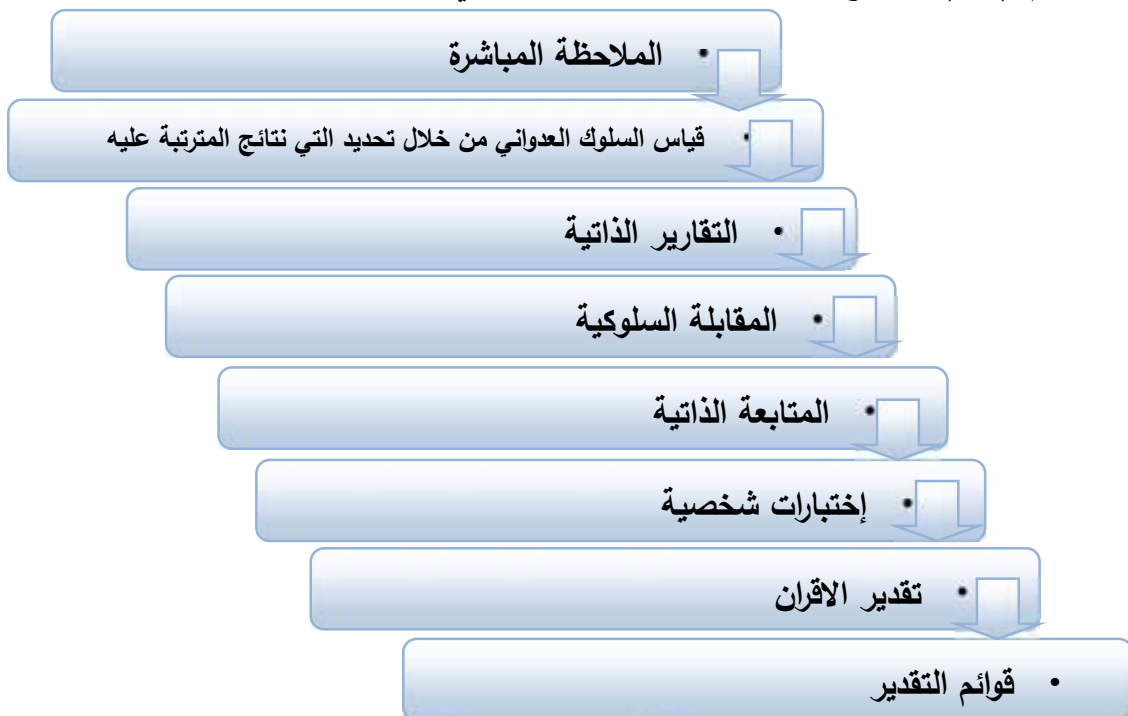 • الملاحظة المباشرة
• قياس السلوك العدواني من خلال تحديد التي نتائج المترتبة عليه
• التقارير الذاتية
• المقابلة السلوكية
• المتابعة الذاتية
• إختبارات شخصية
• تقدير الاقران
• قوائم التقدير